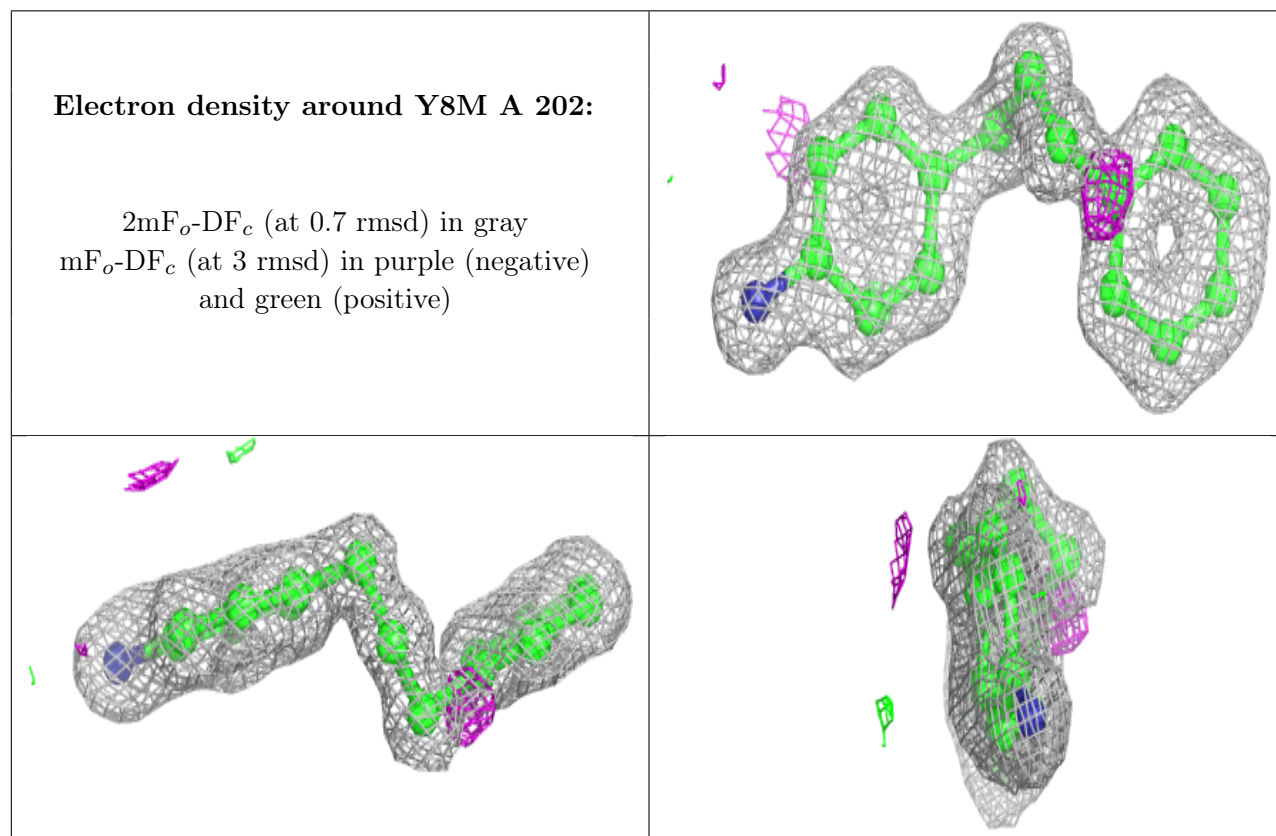 Electron density around Y8M A 202:
2mFo-DFc (at 0.7 rmsd) in gray
mFo-DFc (at 3 rmsd) in purple (negative)
and green (positive)